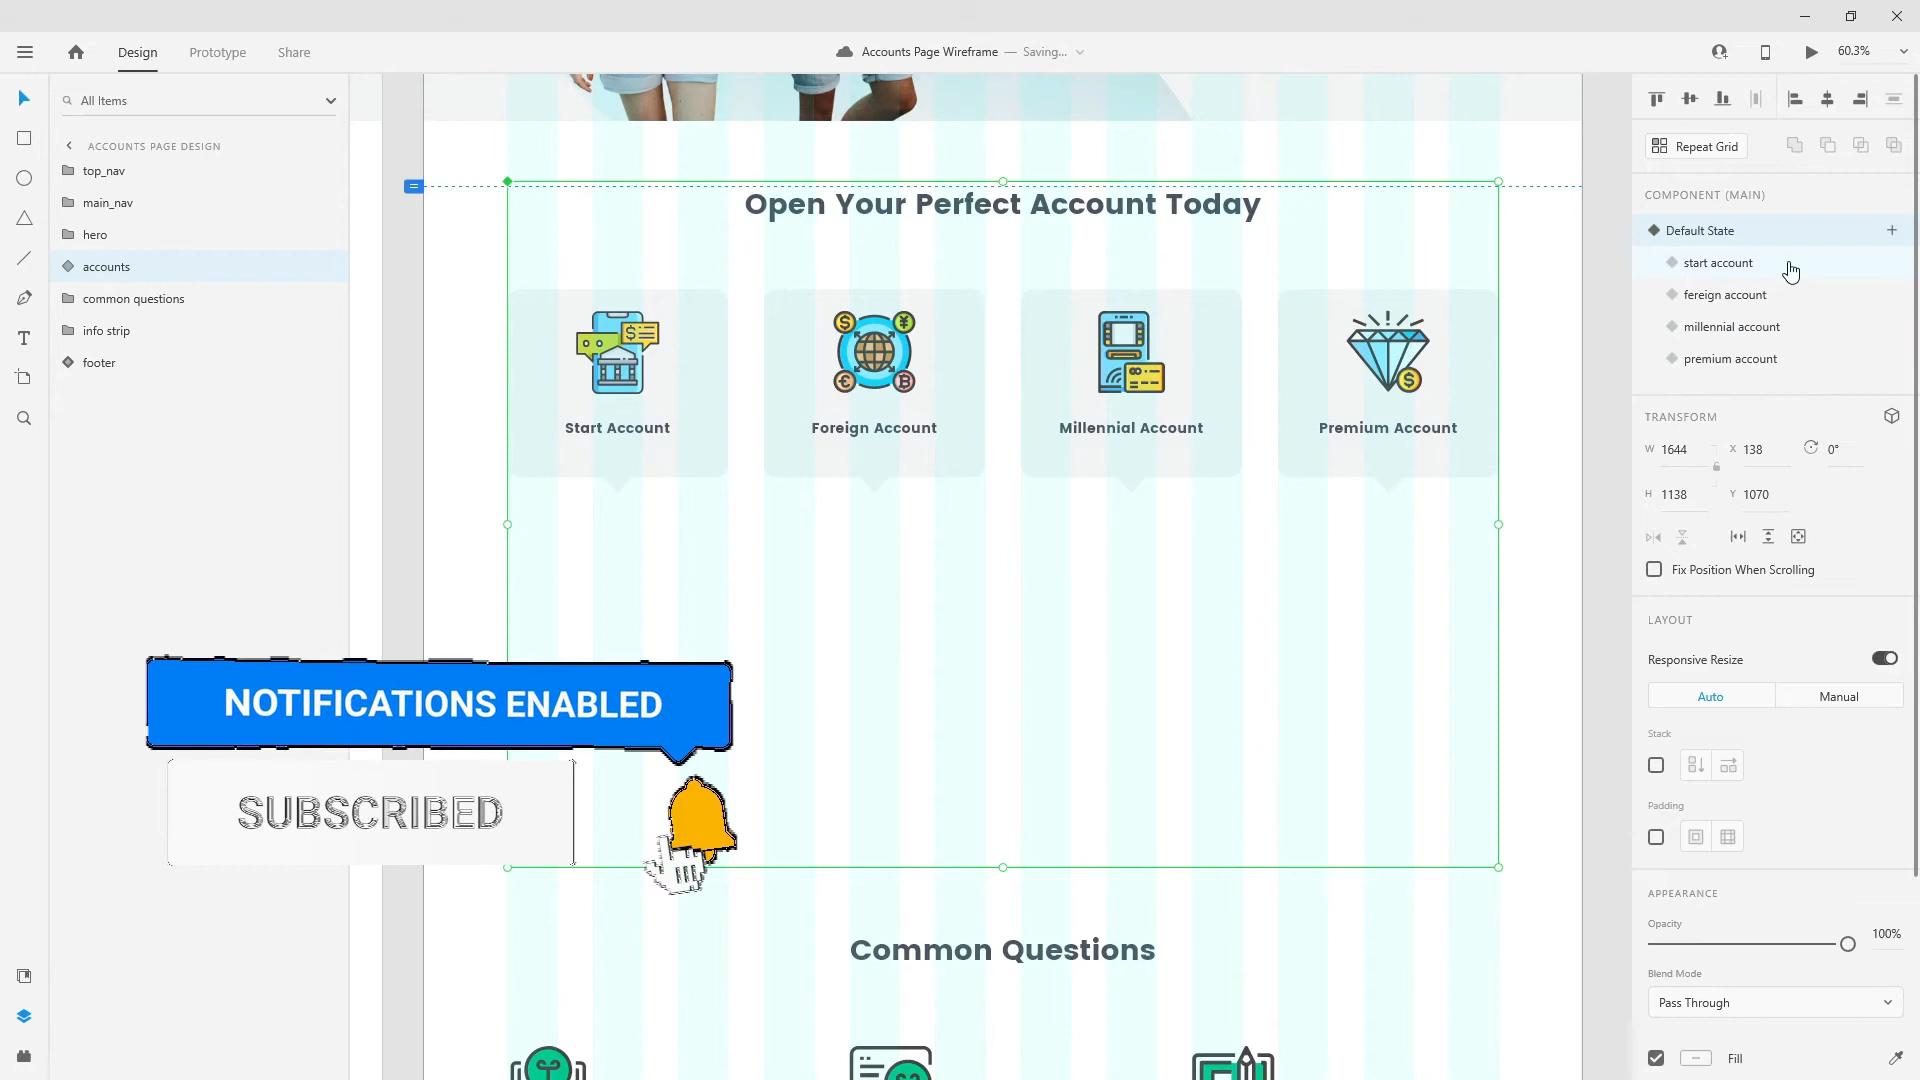 Design
Prototype
Share
Accounts Page Wireframe — Saving...
60.3%
All Items
ACCOUNTS PAGE DESIGN
top_nav
main_nav
hero
accounts
common questions
info strip
footer
Open Your Perfect Account Today
Start Account
Foreign Account
Millennial Account
Premium Account
NOTIFICATIONS ENABLED
SUBSCRIBED
Common Questions
Repeat Grid
COMPONENT (MAIN)
Default State
start account
fereign account
millennial account
premium account
TRANSFORM
W 1644 X 138 0°
H 1138 Y 1070
Fix Position When Scrolling
LAYOUT
Responsive Resize
Auto Manual
Stack
Padding
APPEARANCE
Opacity
100%
Blend Mode
Pass Through
Fill